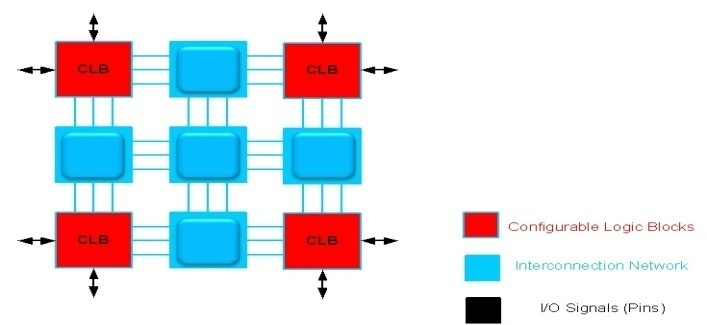 CLB
CLB
CLB
CLB
Configurable Logic Blocks
Interconnection Network
I/O Signals (Pins)